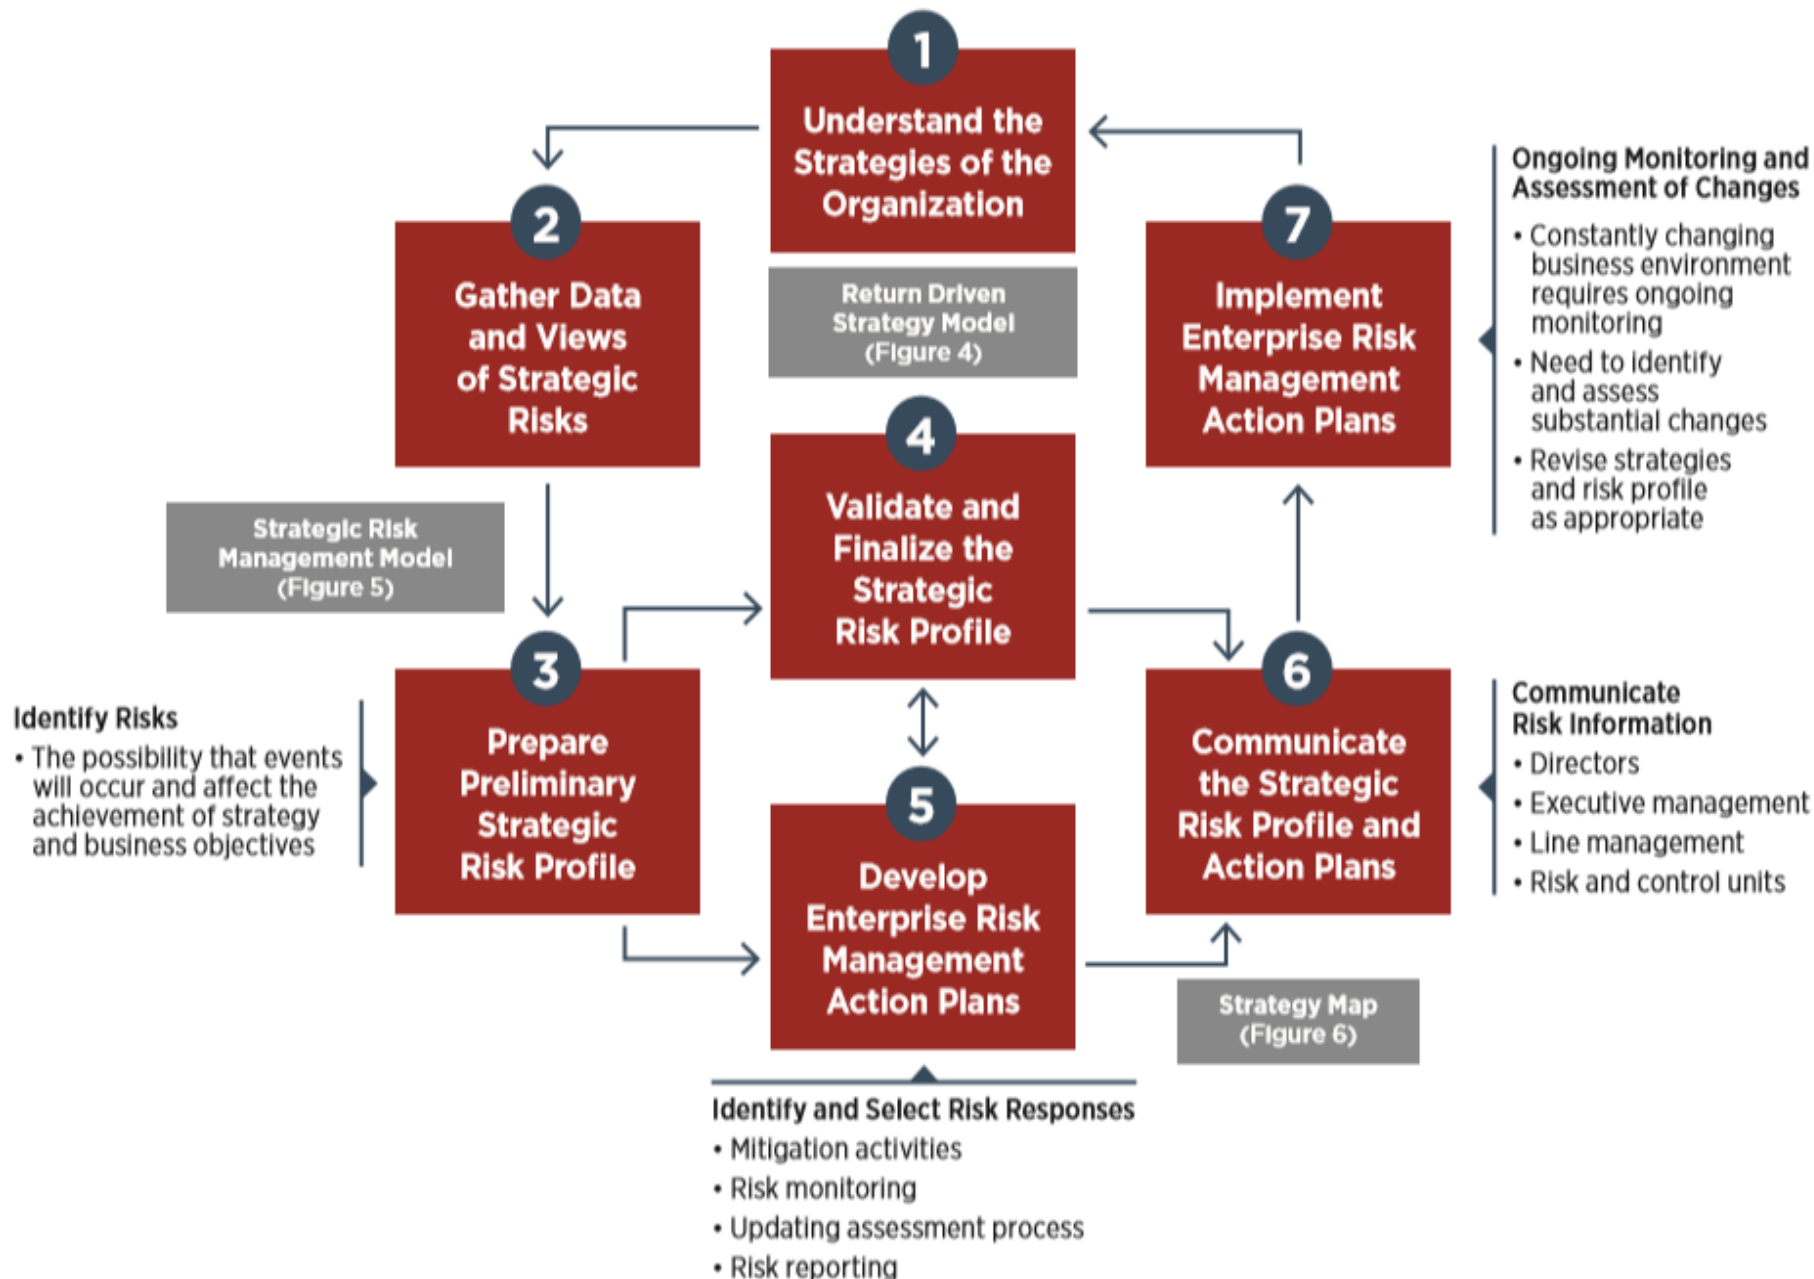 1
Understand the
Strategies of the
Organization
Return Driven
Strategy Model
(Figure 4)
2
Gather Data
and Views
of Strategic
Risks
Strategic Risk
Management Model
(Figure 5)
3
Prepare
Preliminary
Strategic
Risk Profile
Identify Risks
• The possibility that events
will occur and affect the
achievement of strategy
and business objectives
4
Validate and
Finalize the
Strategic
Risk Profile
5
Develop
Enterprise Risk
Management
Action Plans
Identify and Select Risk Responses
• Mitigation activities
• Risk monitoring
• Updating assessment process
• Risk reporting
6
Communicate
the Strategic
Risk Profile and
Action Plans
Strategy Map
(Figure 6)
Communicate
Risk Information
• Directors
• Executive management
• Line management
• Risk and control units
7
Implement
Enterprise Risk
Management
Action Plans
Ongoing Monitoring and
Assessment of Changes
• Constantly changing
business environment
requires ongoing
monitoring
• Need to identify
and assess
substantial changes
• Revise strategies
and risk profile
as appropriate